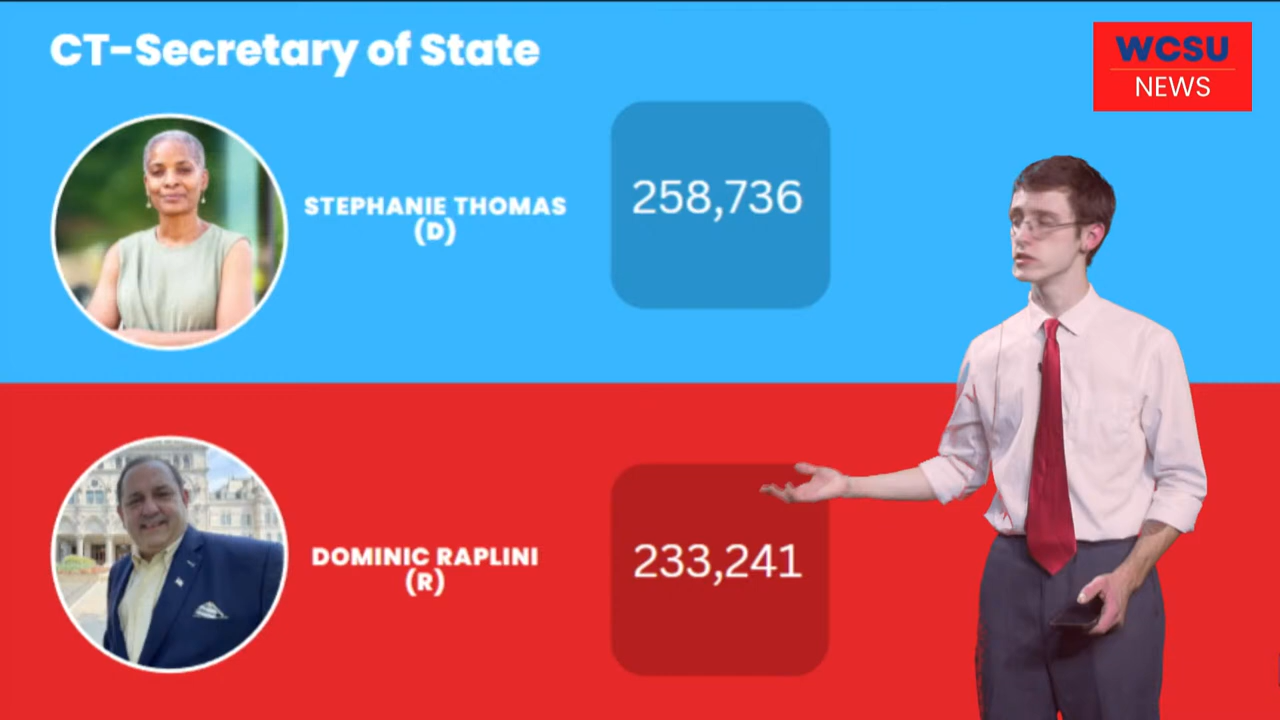 CT-Secretary of State
WCSU
NEWS
STEPHANIE THOMAS
(D)
258,736
DOMINIC RAPLINI
(R)
233,241